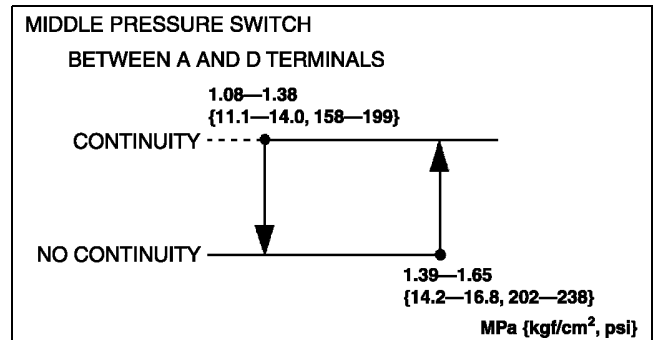 MIDDLE PRESSURE SWITCH
BETWEEN A AND D TERMINALS
1.08—1.38
{11.1—14.0, 158—199}
CONTINUITY
NO CONTINUITY
1.39—1.65
{14.2—16.8, 202—238}
MPa {kgf/cm², psi}